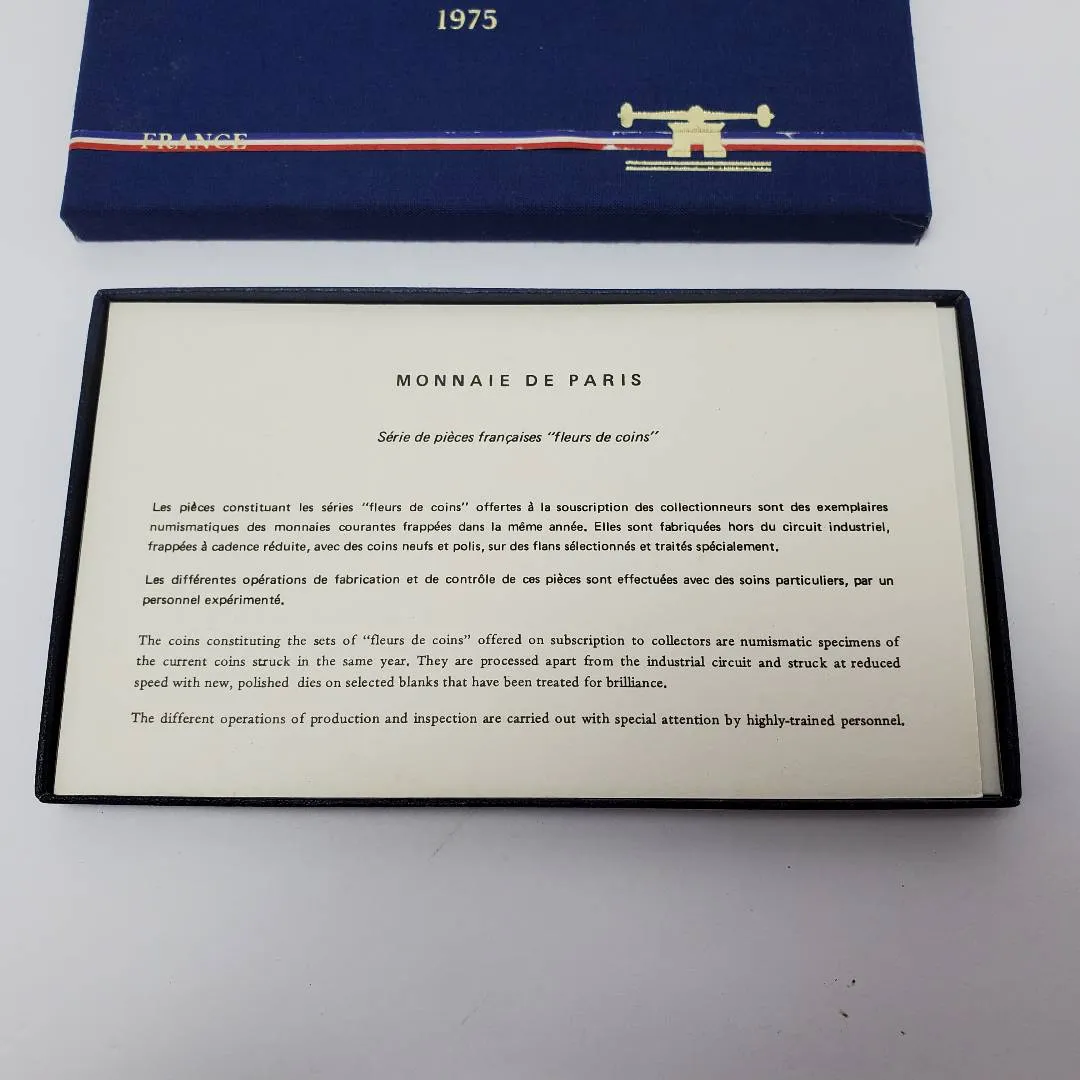 1975
FRANCE
MONNAIE DE PARIS
Série de pièces françaises “fleurs de coins”
Les pièces constituant les séries “fleurs de coins” offertes à la souscription des collectionneurs sont des exemplaires
numismatiques des monnaies courantes frappées dans la même année. Elles sont fabriquées hors du circuit industriel,
frappées à cadence réduite, avec des coins neufs et polis, sur des flans sélectionnés et traités spécialement.
Les différentes opérations de fabrication et de contrôle de ces pièces sont effectuées avec des soins particuliers, par un
personnel expérimenté.
The coins constituting the sets of “fleurs de coins” offered on subscription to collectors are numismatic specimens of
the current coins struck in the same year. They are processed apart from the industrial circuit and struck at reduced
speed with new, polished dies on selected blanks that have been treated for brilliance.
The different operations of production and inspection are carried out with special attention by highly-trained personnel.